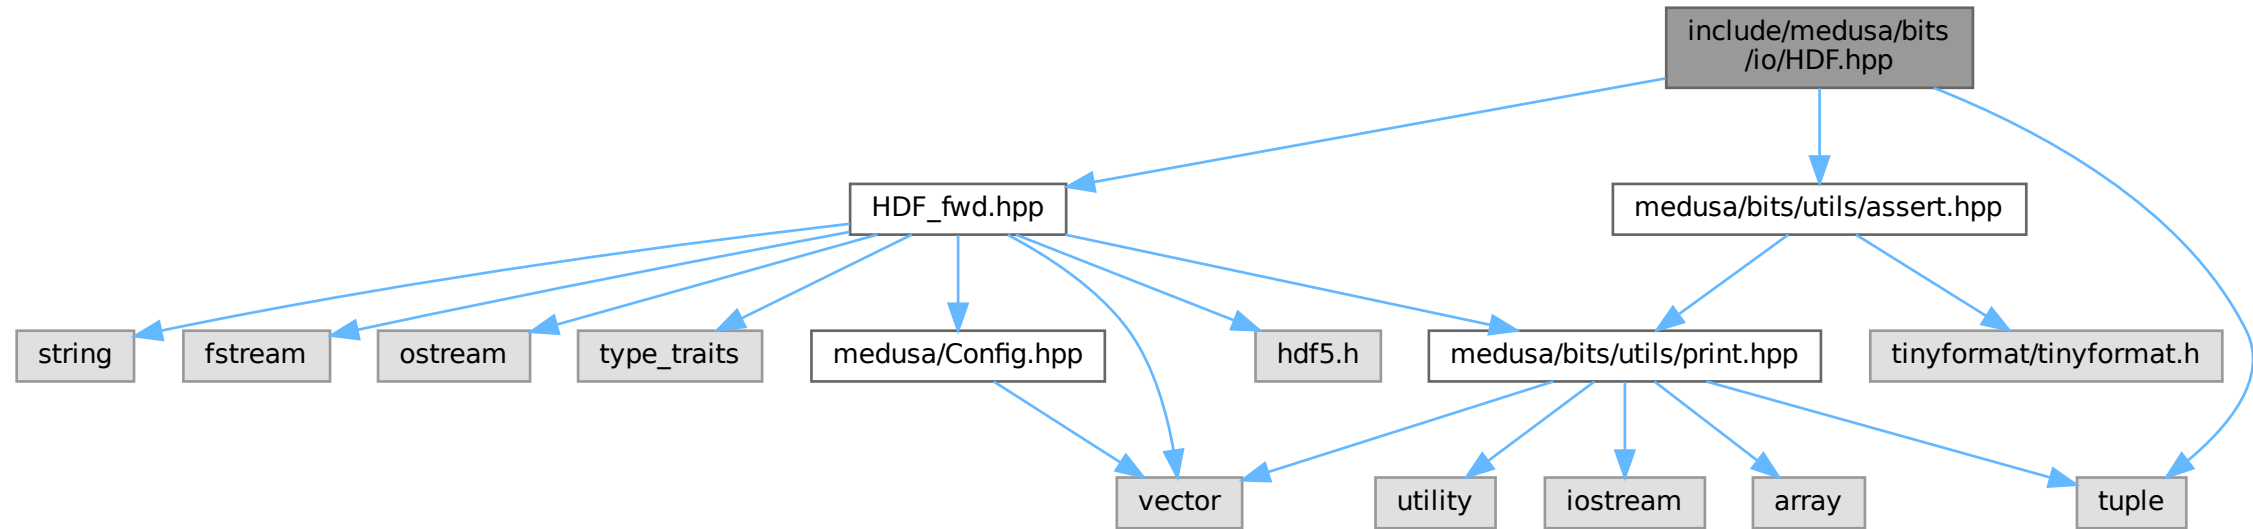 include/medusa/bits
/io/HDF.hpp
HDF_fwd.hpp
medusa/bits/utils/assert.hpp
string
fstream
ostream
type_traits
medusa/Config.hpp
hdf5.h
medusa/bits/utils/print.hpp
tinyformat/tinyformat.h
vector
utility
iostream
array
tuple